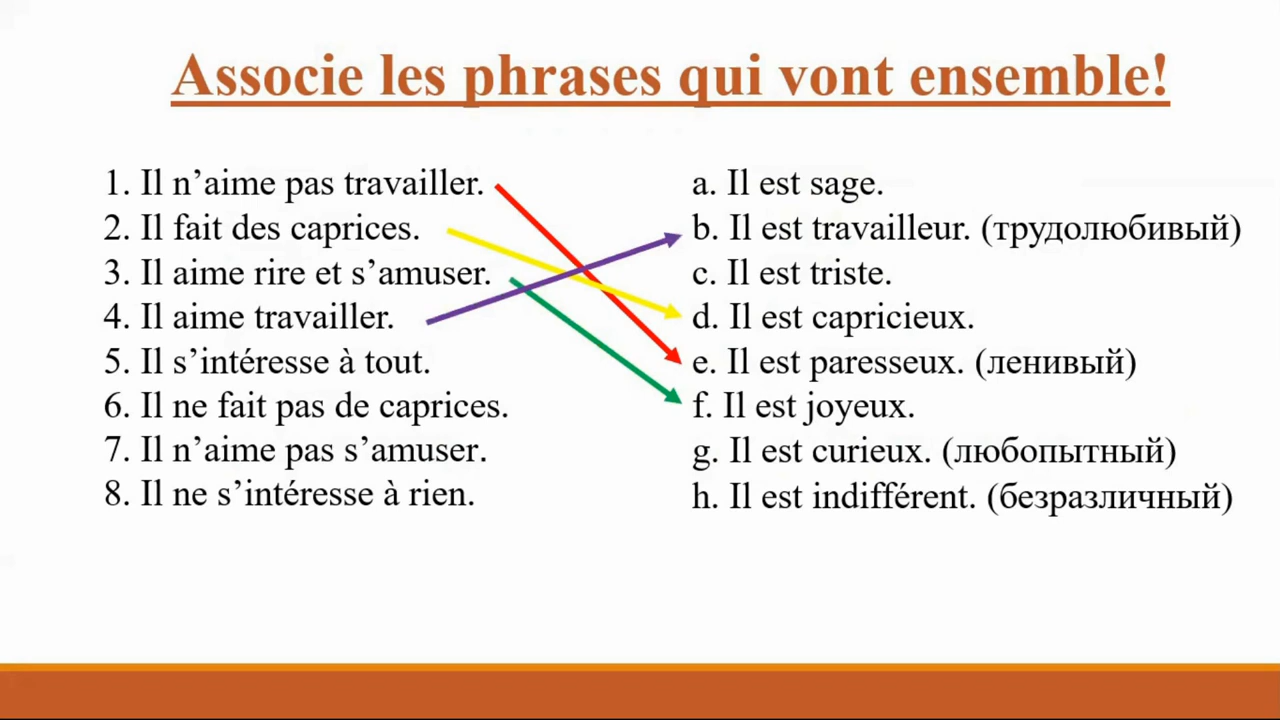 Associe les phrases qui vont ensemble!
1. Il n’aime pas travailler.
2. Il fait des caprices.
3. Il aime rire et s’amuser.
4. Il aime travailler.
5. Il s’intéresse à tout.
6. Il ne fait pas de caprices.
7. Il n’aime pas s’amuser.
8. Il ne s’intéresse à rien.
a. Il est sage.
b. Il est travailleur. (трудолюбивый)
c. Il est triste.
d. Il est capricieux.
e. Il est paresseux. (ленивый)
f. Il est joyeux.
g. Il est curieux. (любопытный)
h. Il est indifférent. (безразличный)